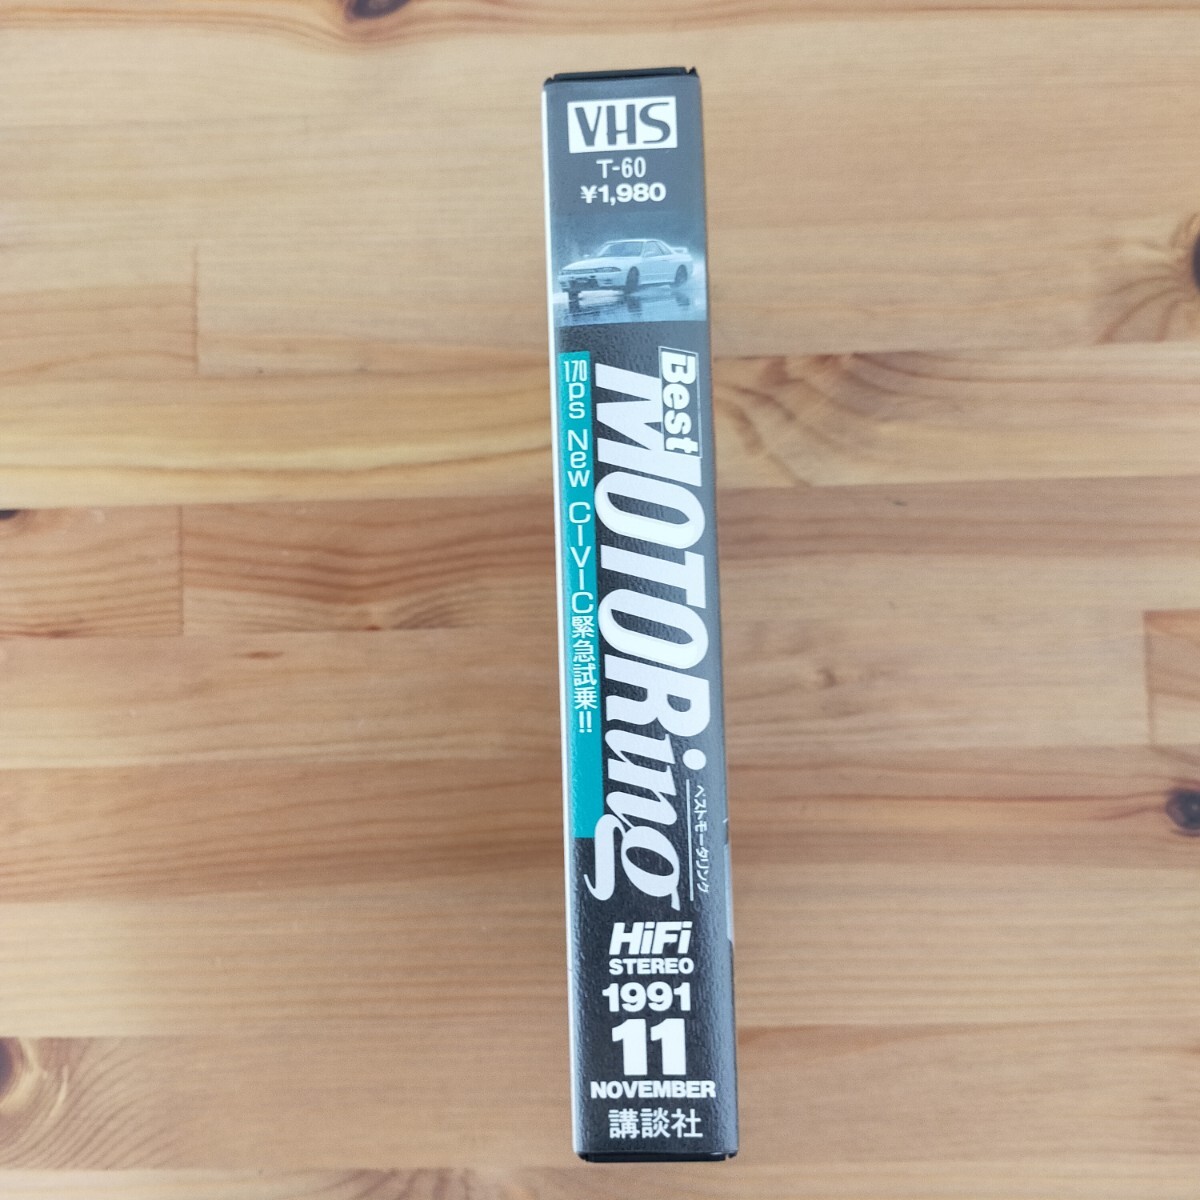 VHS
T-60
¥1,980
Best
MOTORing
ベストモータリング
170ps New CIVIC緊急試乗!!
HiFi
STEREO
1991
11
NOVEMBER
講談社